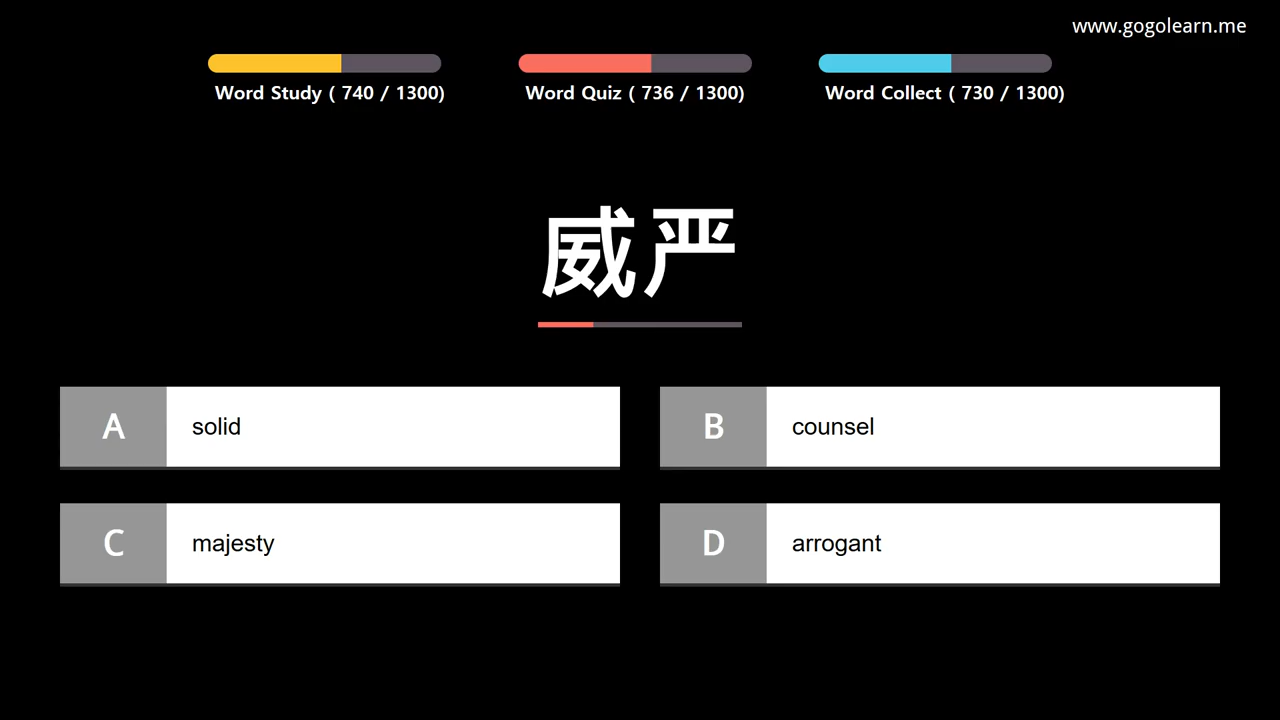 www.gogolearn.me
Word Study ( 740 / 1300)
Word Quiz ( 736 / 1300)
Word Collect ( 730 / 1300)
威严
A solid
B counsel
C majesty
D arrogant